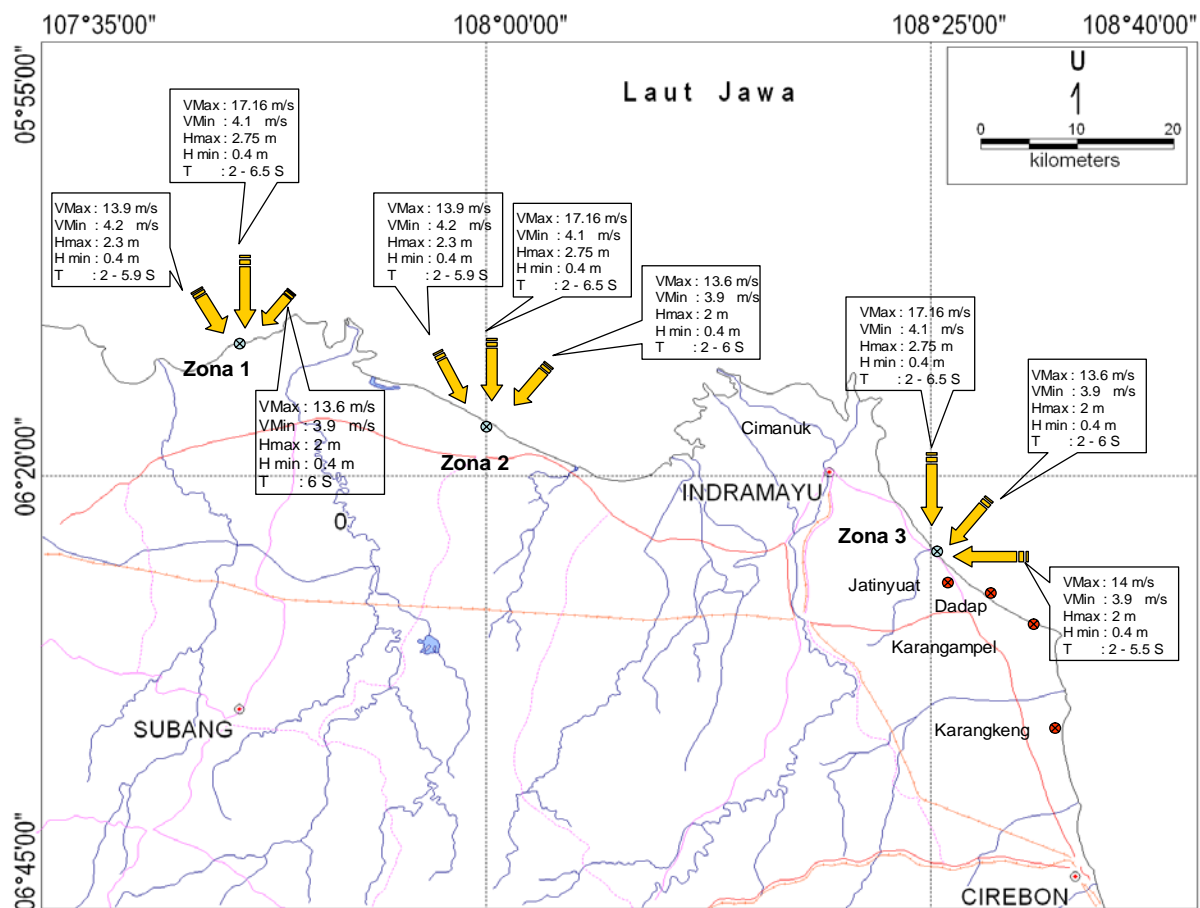 107°35'00"
108°00'00"
108°25'00"
108°40'00"
05°55'00"
06°20'00"
06°45'00"
Laut Jawa
U
0 10 20
kilometers
VMax : 17.16 m/s
VMin : 4.1 m/s
Hmax : 2.75 m
H min : 0.4 m
T : 2 - 6.5 S
VMax : 13.9 m/s
VMin : 4.2 m/s
Hmax : 2.3 m
H min : 0.4 m
T : 2 - 5.9 S
Zona 1
VMax : 13.6 m/s
VMin : 3.9 m/s
Hmax : 2 m
H min : 0.4 m
T : 6 S
VMax : 13.9 m/s
VMin : 4.2 m/s
Hmax : 2.3 m
H min : 0.4 m
T : 2 - 5.9 S
VMax : 17.16 m/s
VMin : 4.1 m/s
Hmax : 2.75 m
H min : 0.4 m
T : 2 - 6.5 S
VMax : 13.6 m/s
VMin : 3.9 m/s
Hmax : 2 m
H min : 0.4 m
T : 2 - 6 S
Zona 2
VMax : 17.16 m/s
VMin : 4.1 m/s
Hmax : 2.75 m
H min : 0.4 m
T : 2 - 6.5 S
VMax : 13.6 m/s
VMin : 3.9 m/s
Hmax : 2 m
H min : 0.4 m
T : 2 - 6 S
Cimanuk
INDRAMAYU
Zona 3
VMax : 14 m/s
VMin : 3.9 m/s
Hmax : 2 m
H min : 0.4 m
T : 2 - 5.5 S
0
Jatinyuat
Dadap
Karangampel
SUBANG
Karangkeng
CIREBON